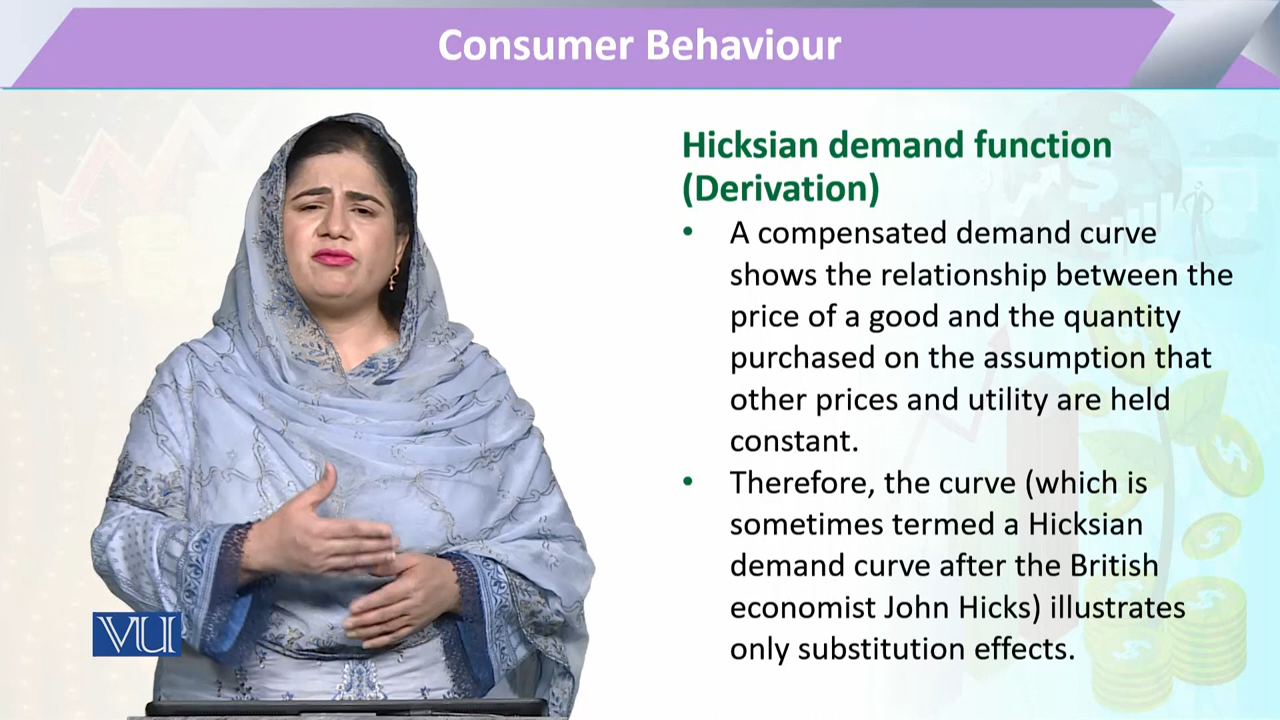 Consumer Behaviour
Hicksian demand function
(Derivation)
• A compensated demand curve
shows the relationship between the
price of a good and the quantity
purchased on the assumption that
other prices and utility are held
constant.
• Therefore, the curve (which is
sometimes termed a Hicksian
demand curve after the British
economist John Hicks) illustrates
only substitution effects.
VU